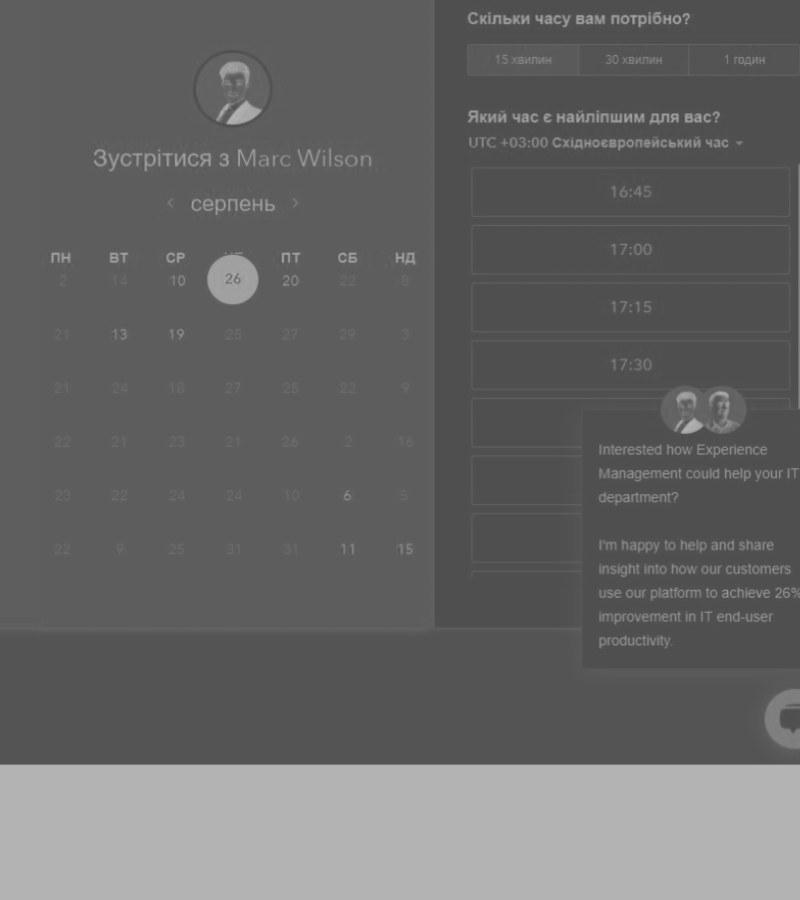 Скільки часу вам потрібно?
15 хвилин 30 хвилин 1 годин
Який час є найліпшим для вас?
UTC +03:00 Східноєвропейський час
Зустрітися з Marc Wilson
серпень
ПН ВТ СР ПТ СБ НД
2 14 10 26 20 22 8
21 13 19 25 27 29 3
21 24 18 27 25 22 9
22 21 23 21 26 2 16
23 22 24 24 10 6 5
22 9 25 31 31 11 15
16:45
17:00
17:15
17:30
Interested how Experience
Management could help your IT
department?
I'm happy to help and share
insight into how our customers
use our platform to achieve 26%
improvement in IT end-user
productivity.